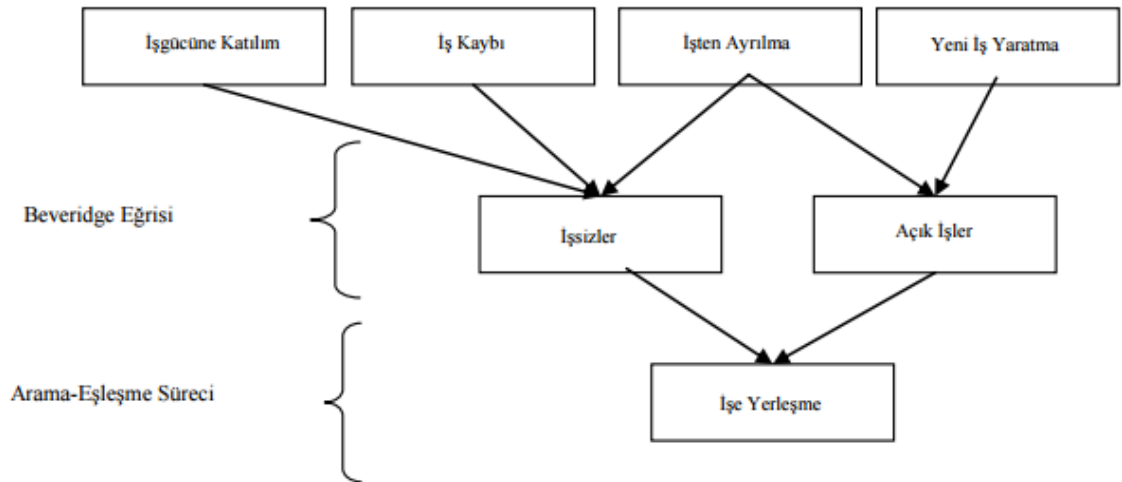 İşgücüne Katılım
İş Kaybı
İşten Ayrılma
Yeni İş Yaratma
Beveridge Eğrisi
İşsizler
Açık İşler
Arama-Eşleşme Süreci
İşe Yerleşme